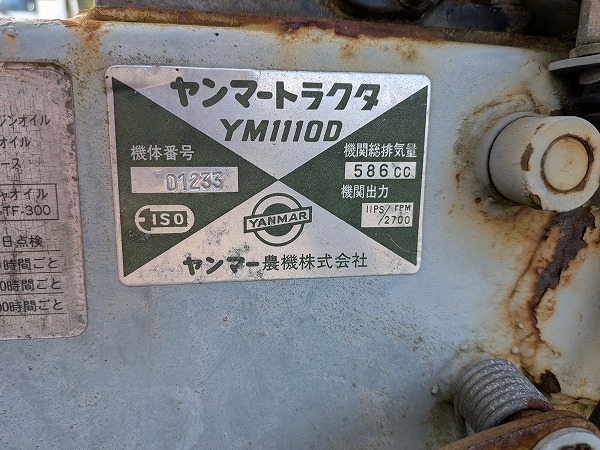 ヤンマートラクタ
YM1110D
機体番号
01233
機関総排気量
586CC
機関出力
11PS/RPM
/2700
ISO
YANMAR
ヤンマー農機株式会社
ジンオイル
オイル
ース
ャオイル
TF-300
日点検
時間ごと
0時間ごと
00時間ごと